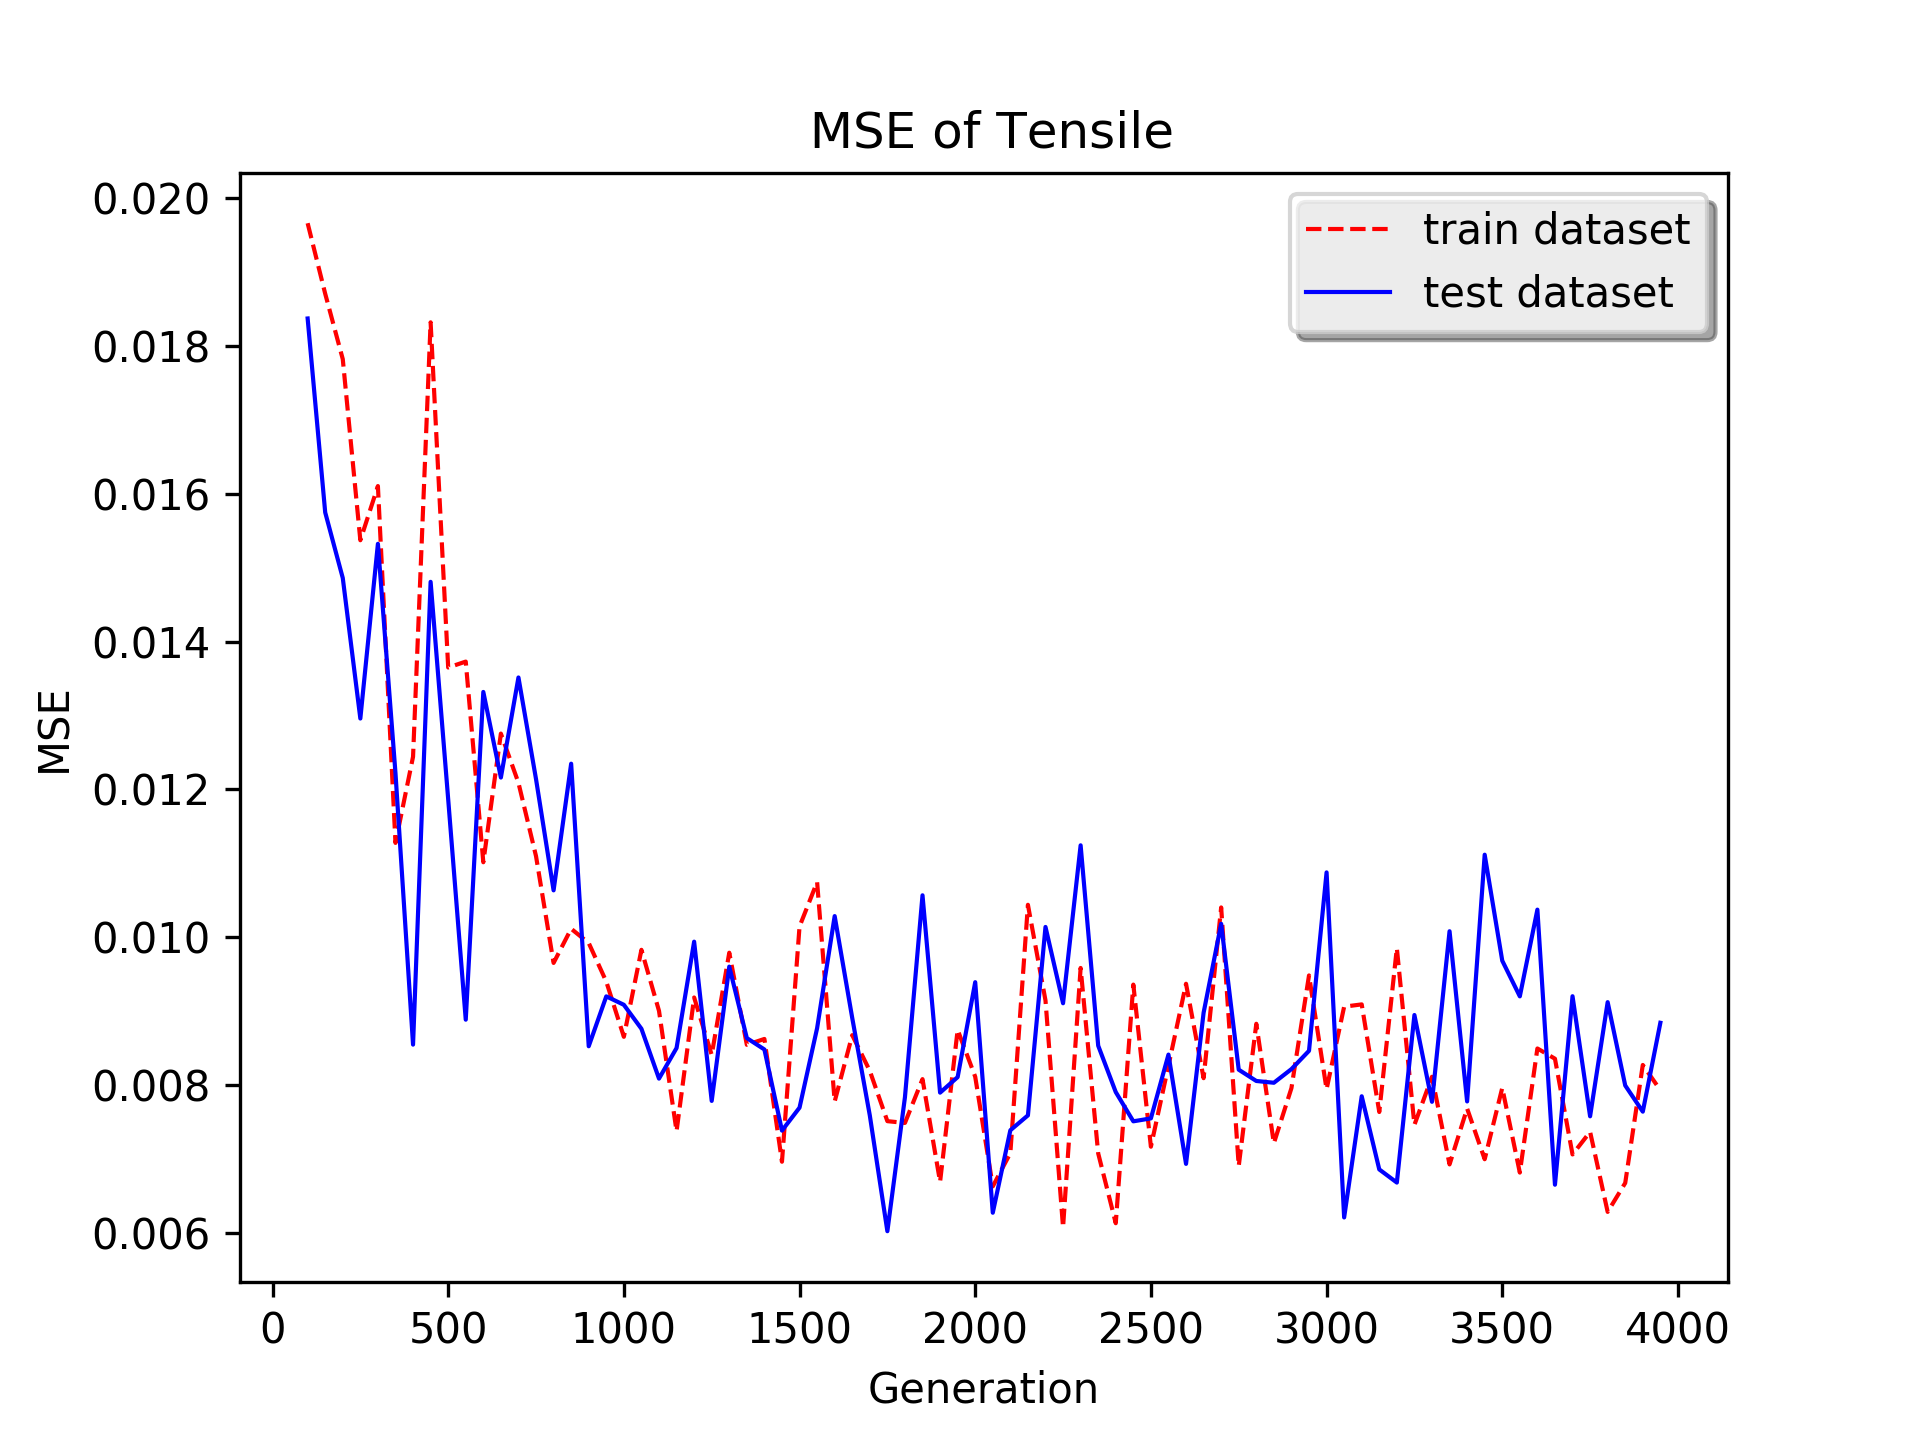 MSE of Tensile
train dataset
test dataset
0.020
0.018
0.016
0.014
0.012
0.010
0.008
0.006
MSE
0 500 1000 1500 2000 2500 3000 3500 4000
Generation